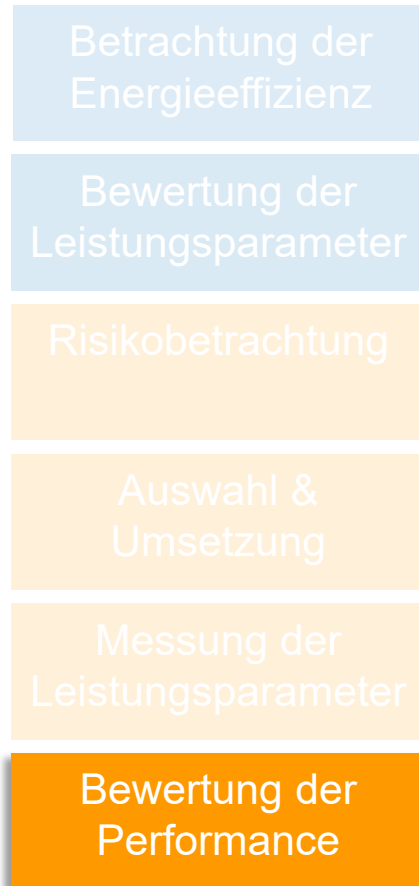 Betrachtung der
Energieeffizienz
Bewertung der
Leistungsparameter
Risikobetrachtung
Auswahl &
Umsetzung
Messung der
Leistungsparameter
Bewertung der
Performance